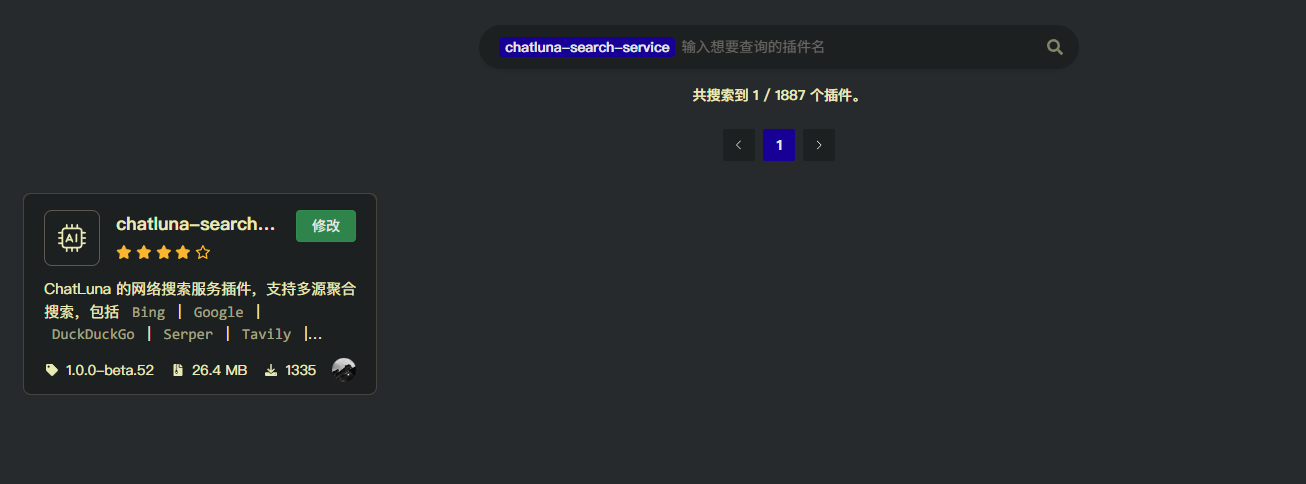 chatluna-search-service 输入想要查询的插件名
共搜索到 1 / 1887 个插件。
1
chatluna-search...
修改
ChatLuna 的网络搜索服务插件，支持多源聚合
搜索，包括 Bing | Google |
DuckDuckGo | Serper | Tavily |...
1.0.0-beta.52 26.4 MB 1335